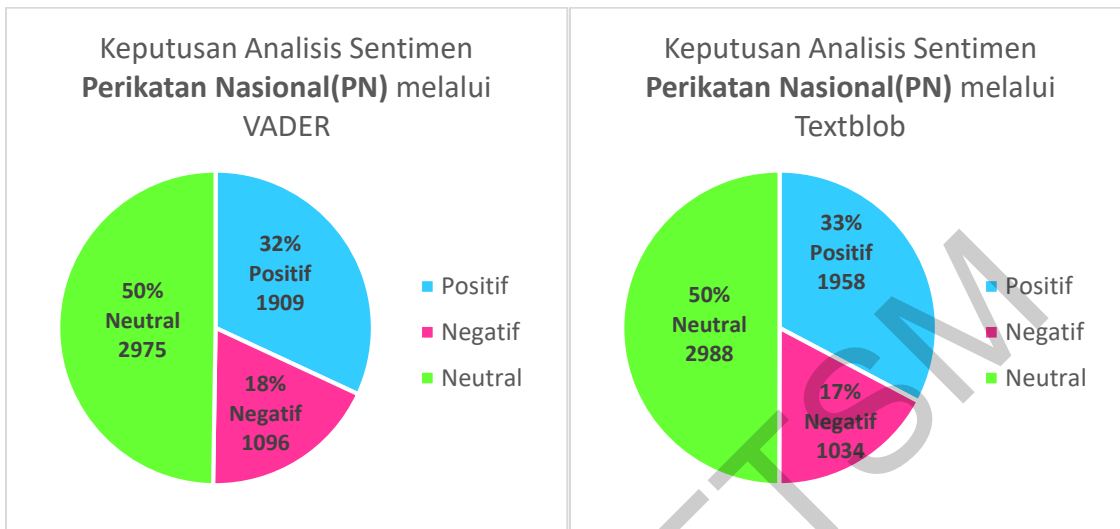 Keputusan Analisis Sentimen
Perikatan Nasional(PN) melalui
VADER
32%
Positif
1909
50%
Neutral
2975
18%
Negatif
1096
Positif
Negatif
Neutral
Keputusan Analisis Sentimen
Perikatan Nasional(PN) melalui
Textblob
33%
Positif
1958
50%
Neutral
2988
17%
Negatif
1034
Positif
Negatif
Neutral
TSM